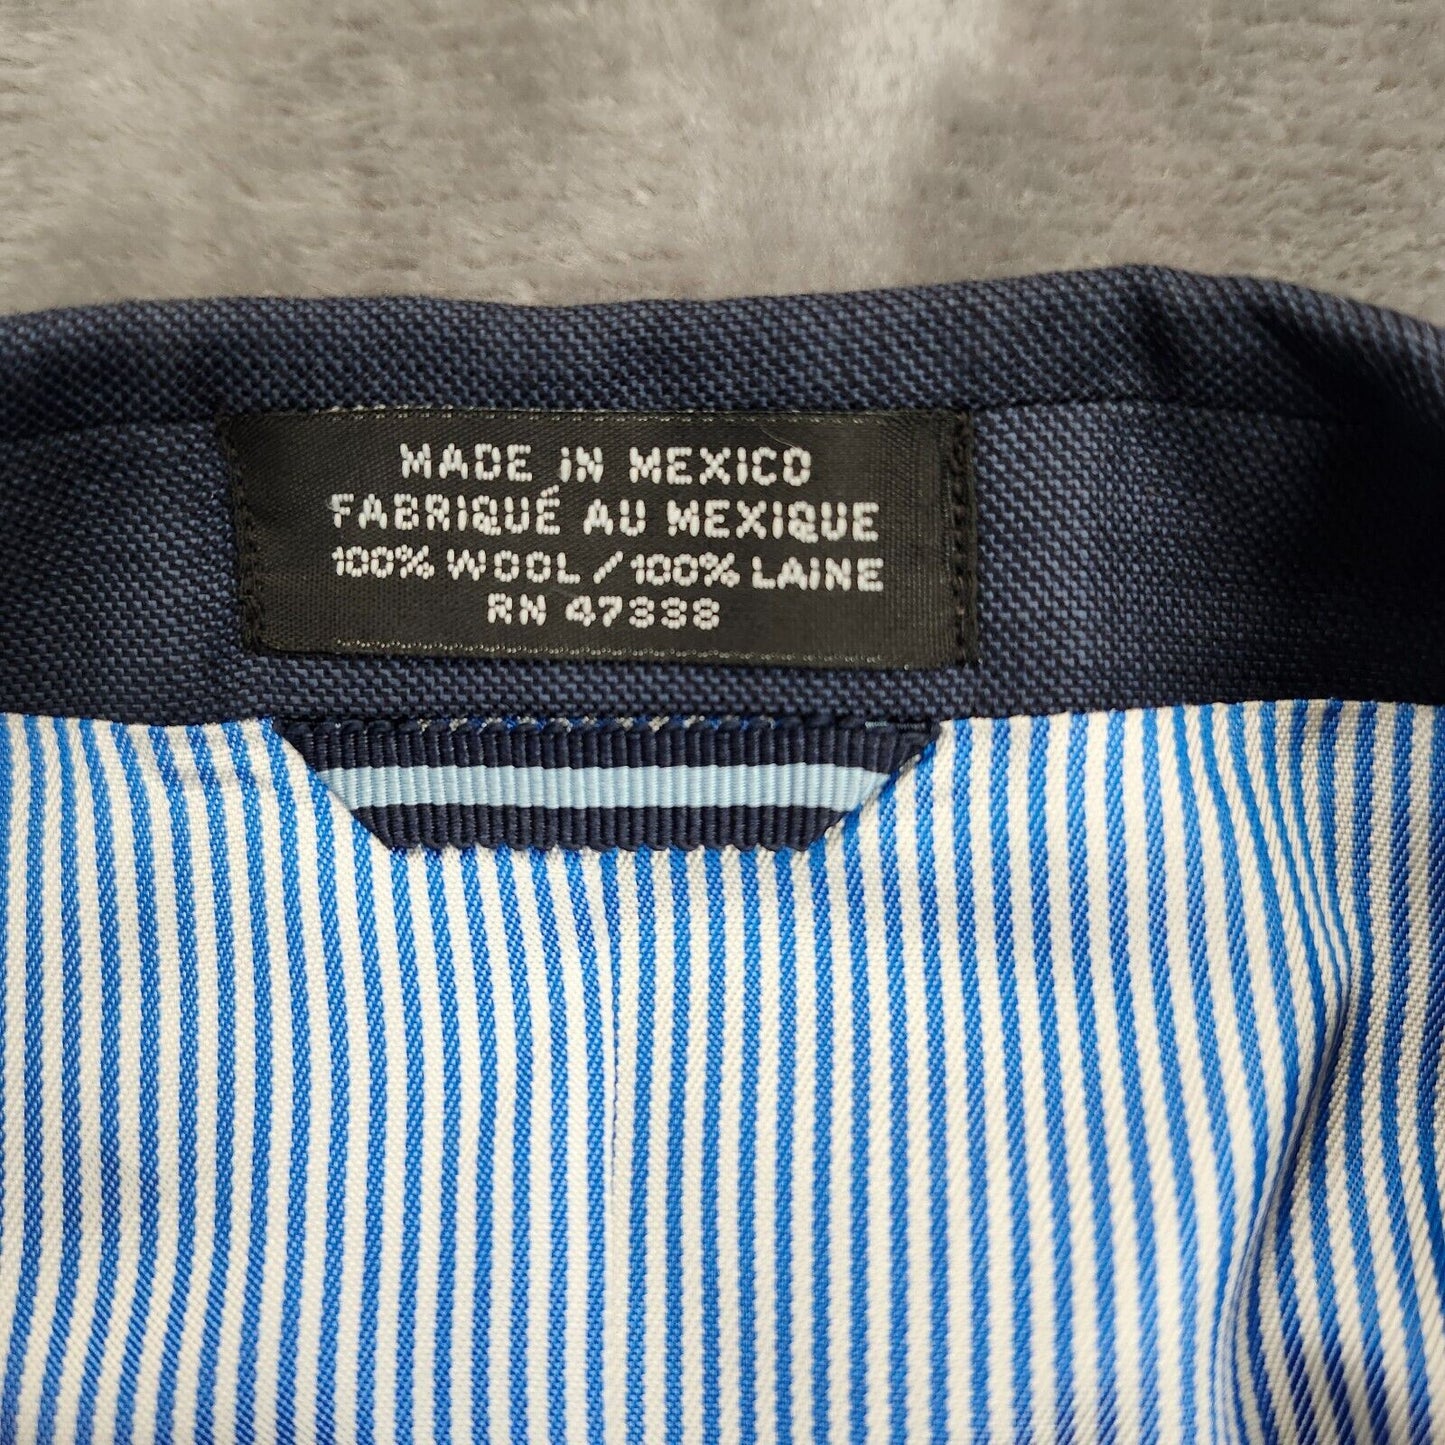 MADE IN MEXICO
FABRIQUÉ AU MEXIQUE
100% WOOL / 100% LAINE
RN 47338